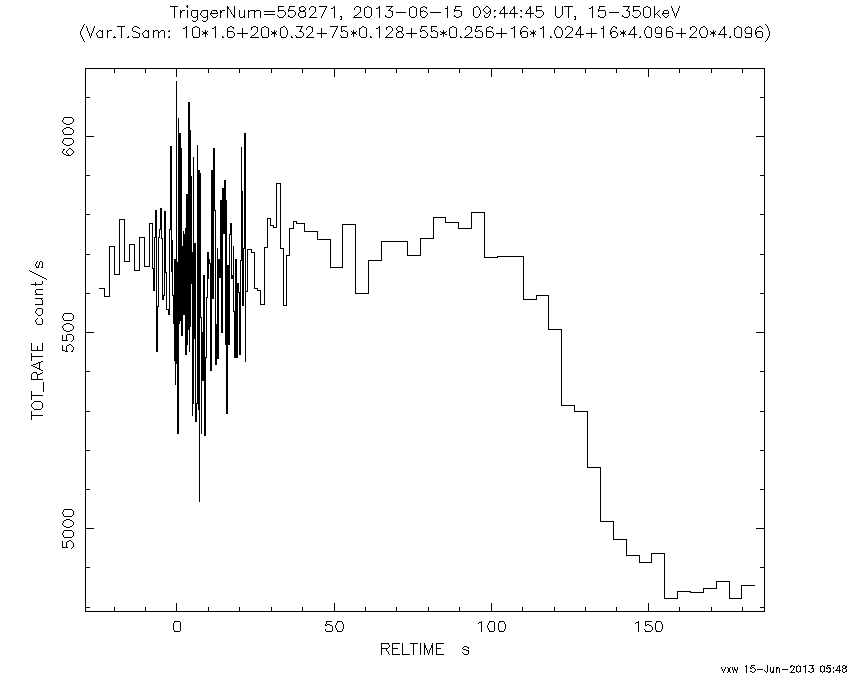 TriggerNum=558271, 2013-06-15 09:44:45 UT, 15-350keV
(Var.T.Sam: 10*1.6+20*0.32+75*0.128+55*0.256+16*1.024+16*4.096+20*4.096)
6000
5500
5000
TOT_RATE count/s
0 50 100 150
RELTIME s
vxw 15-Jun-2013 05:48